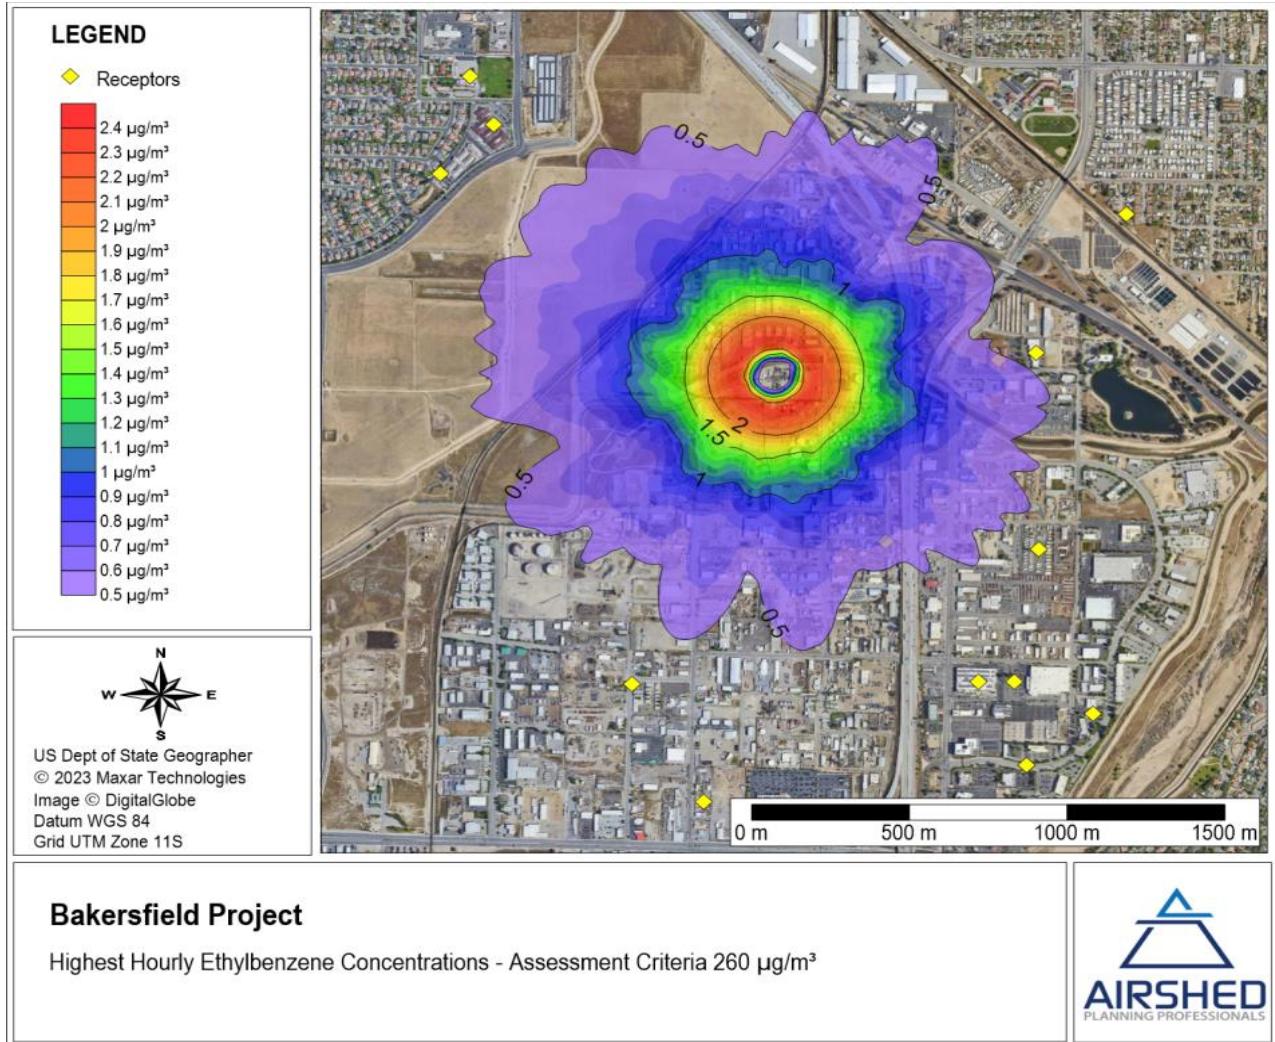 LEGEND
Receptors
2.4 µg/m³
2.3 µg/m³
2.2 µg/m³
2.1 µg/m³
2 µg/m³
1.9 µg/m³
1.8 µg/m³
1.7 µg/m³
1.6 µg/m³
1.5 µg/m³
1.4 µg/m³
1.3 µg/m³
1.2 µg/m³
1.1 µg/m³
1 µg/m³
0.9 µg/m³
0.8 µg/m³
0.7 µg/m³
0.6 µg/m³
0.5 µg/m³
0.5
0.5
1
2
1.5
1
0.5
0.5
0 m 500 m 1000 m 1500 m
N
W E
S
US Dept of State Geographer
© 2023 Maxar Technologies
Image © DigitalGlobe
Datum WGS 84
Grid UTM Zone 11S
Bakersfield Project
Highest Hourly Ethylbenzene Concentrations - Assessment Criteria 260 µg/m³
AIRSHED
PLANNING PROFESSIONALS